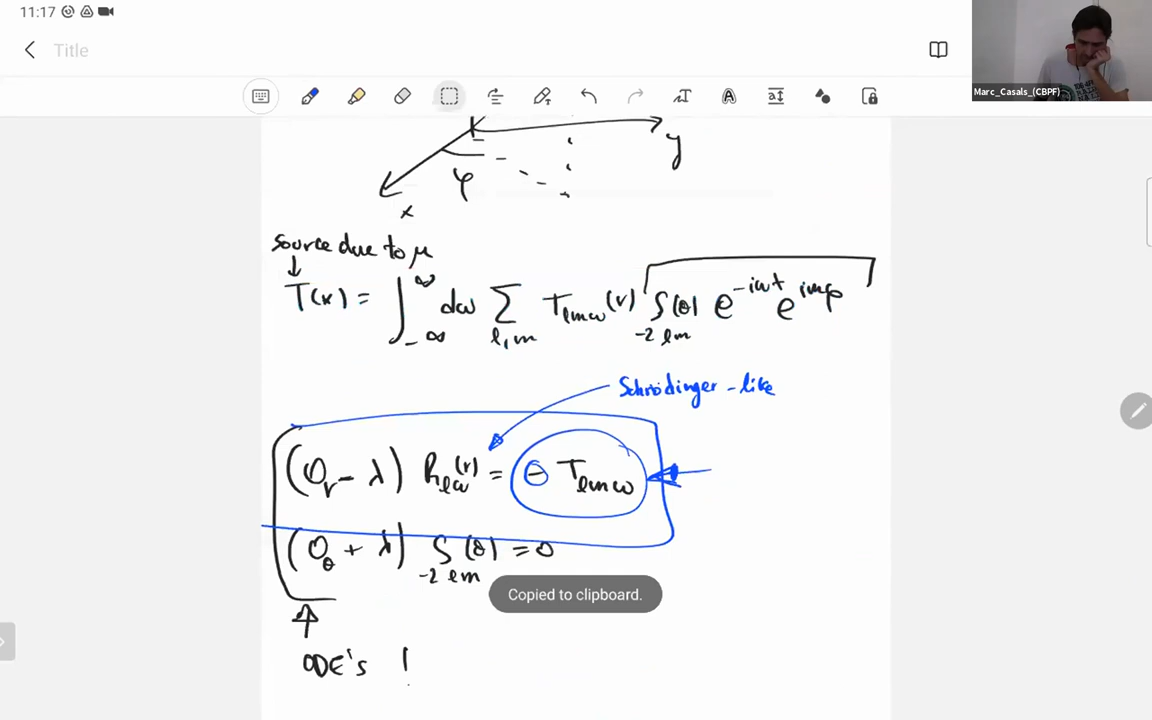 11:17
Title
Marc_Casals_(CBPF)
y
φ
x
Source due to μ
↓
T(x) = ∫_{-∞}^{∞} dω Σ_{l,m} T_{lmω}(r) _{-2}S_{lm}(θ) e^{-iωt} e^{imφ}
Schrödinger-like
(O_r - λ) R_{lω}(r) = ⊖ T_{lmω}
(O_θ + λ) _{-2}S_{lm}(θ) = 0
Copied to clipboard.
ODE's !